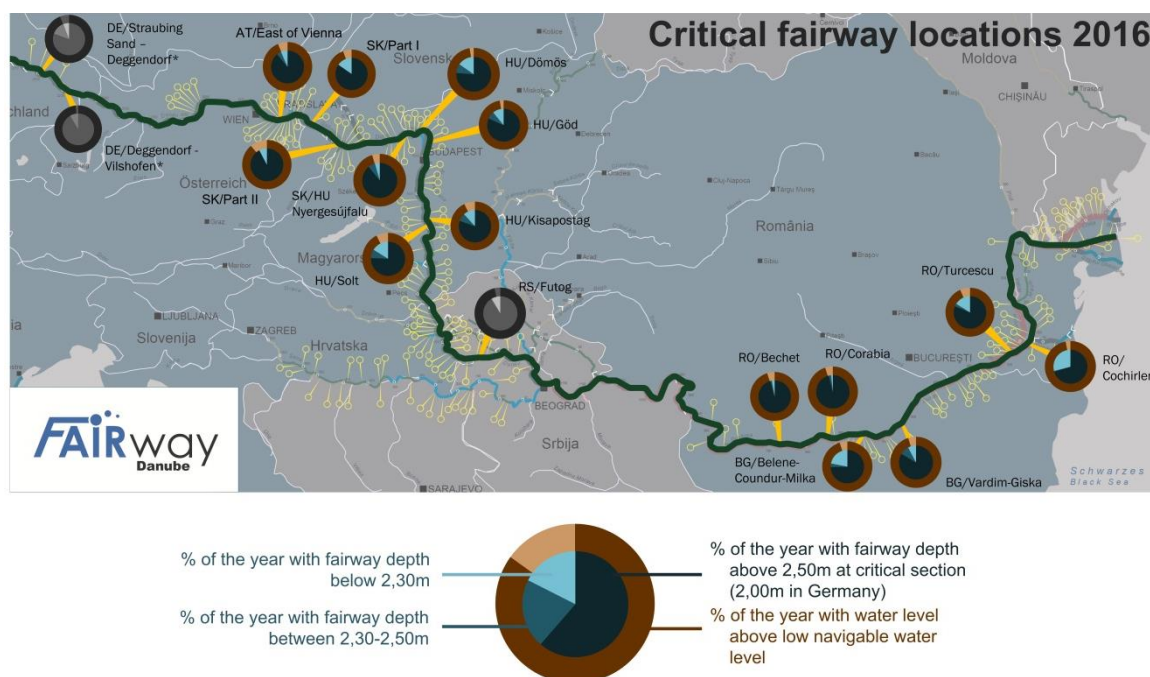 Critical fairway locations 2016
DE/Straubing
Sand –
Deggendorf*
AT/East of Vienna
SK/Part I
HU/Dömös
HU/Göd
DE/Deggendorf -
Vilshofen*
SK/Part II
SK/HU
Nyergesújfalu
HU/Kisapostag
HU/Solt
RS/Futog
RO/Bechet
RO/Corabia
RO/Turcescu
RO/
Cochirler
BG/Belene-
Coundur-Milka
BG/Vardim-Giska
chland
WIEN
Österreich
Slovensk
BUDAPEST
Magyarors
LJUBLJANA
Slovenija
ZAGREB
Hrvatska
BEOGRAD
Srbija
SARAJEVO
România
BUCUREŞTI
Moldova
CHIŞINĂU
Schwarzes
Black Sea
FAIRway
Danube
% of the year with fairway depth
below 2,30m
% of the year with fairway depth
between 2,30-2,50m
% of the year with fairway depth
above 2,50m at critical section
(2,00m in Germany)
% of the year with water level
above low navigable water
level